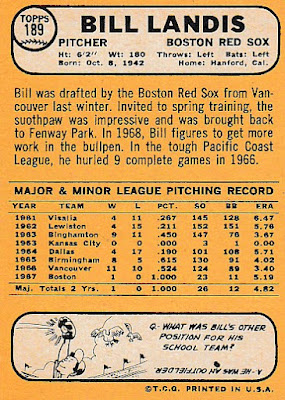 TOPPS
189
BILL LANDIS
PITCHER BOSTON RED SOX
Ht: 6'2" Wt: 180 Throws: Left Bats: Left
Born: Oct. 8, 1942 Home: Hanford, Cal.
Bill was drafted by the Boston Red Sox from Van-
couver last winter. Invited to spring training, the
southpaw was impressive and was brought back
to Fenway Park. In 1968, Bill figures to get more
work in the bullpen. In the tough Pacific Coast
League, he hurled 9 complete games in 1966.
MAJOR & MINOR LEAGUE PITCHING RECORD
YEAR TEAM W L PCT. SO BB ERA
1961 Visalia 4 11 .267 145 128 6.47
1962 Lewiston 4 15 .211 152 151 5.76
1963 Binghamton 9 11 .450 147 76 3.67
1963 Kansas City 0 0 .000 3 1 0.00
1964 Dallas 4 17 .190 105 108 5.71
1965 Birmingham 8 5 .615 130 91 4.02
1966 Vancouver 11 10 .524 124 89 3.40
1967 Boston 1 0 1.000 23 11 5.19
Maj. Totals 2 Yrs. 1 0 1.000 26 12 4.82
Q- WHAT WAS BILL'S OTHER
POSITION FOR HIS
SCHOOL TEAM?
© T.C.G. PRINTED IN U.S.A.